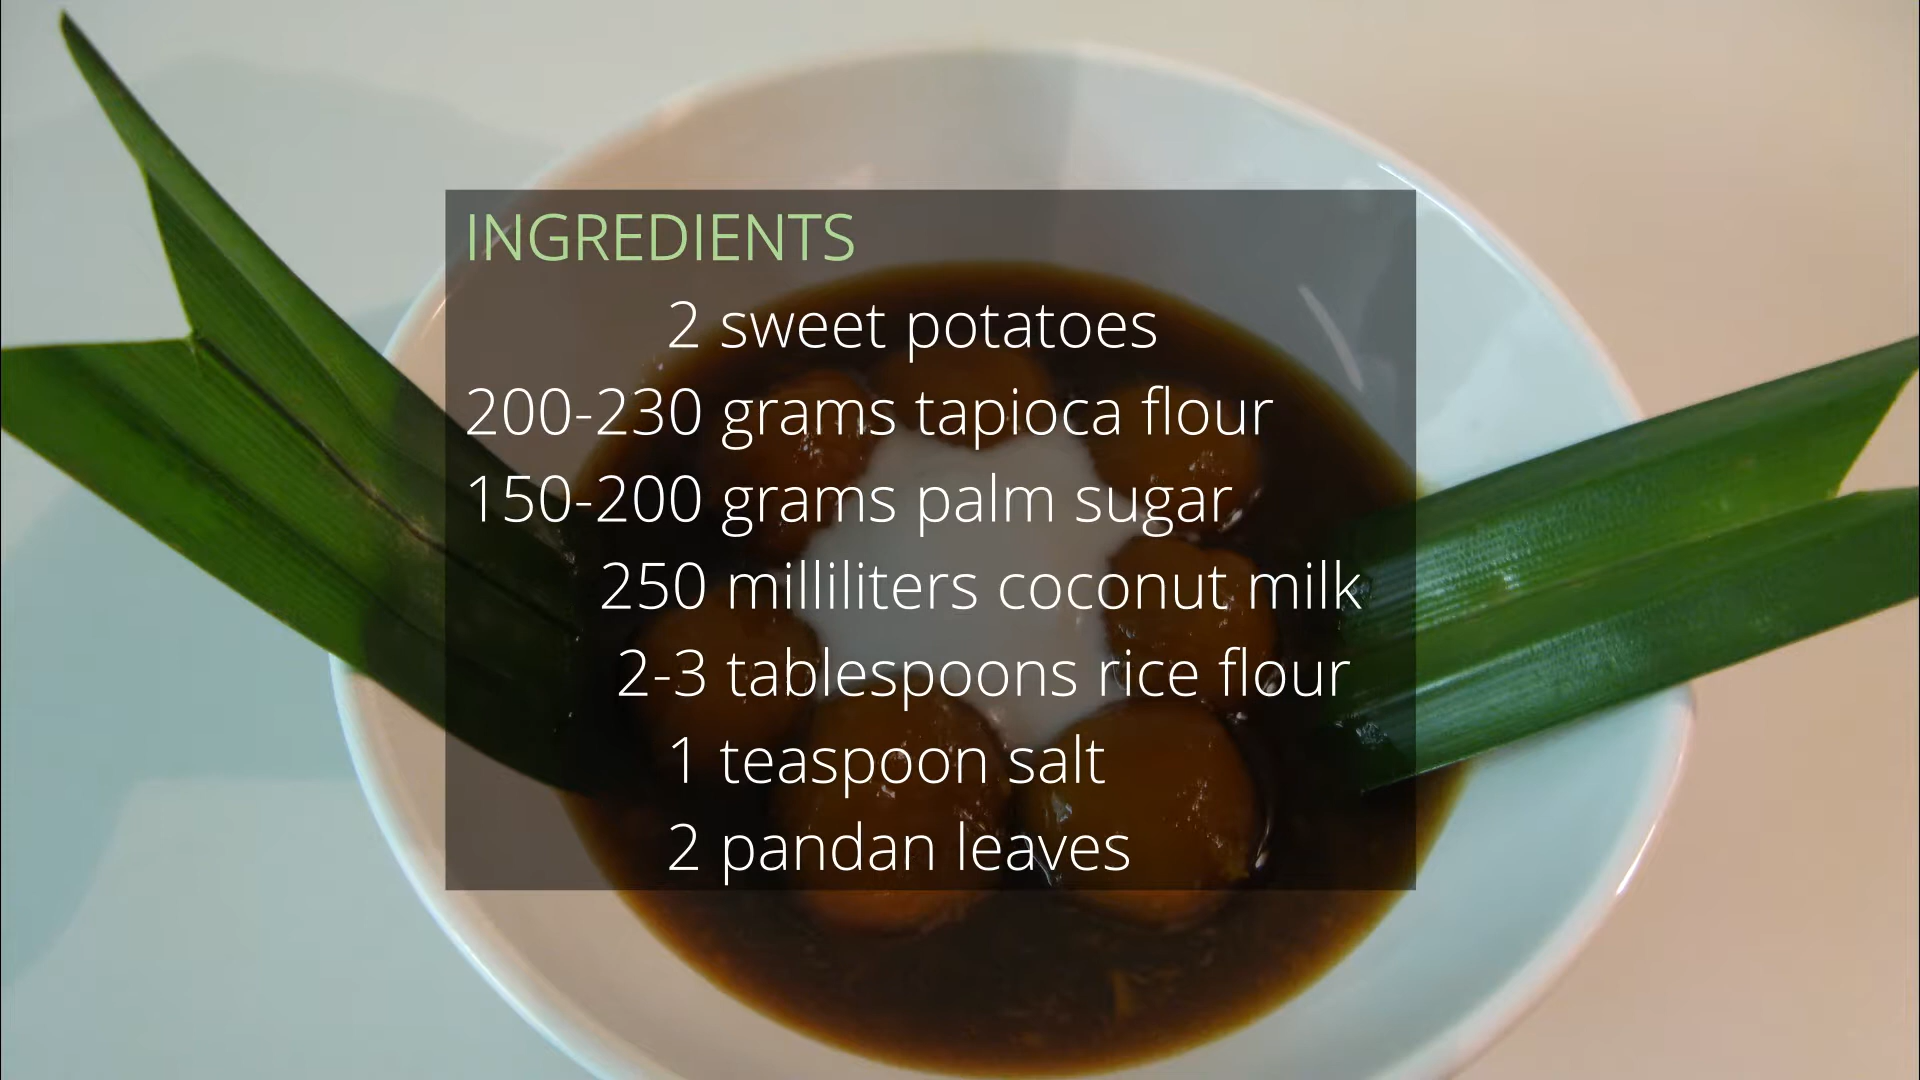 INGREDIENTS
2 sweet potatoes
200-230 grams tapioca flour
150-200 grams palm sugar
250 milliliters coconut milk
2-3 tablespoons rice flour
1 teaspoon salt
2 pandan leaves